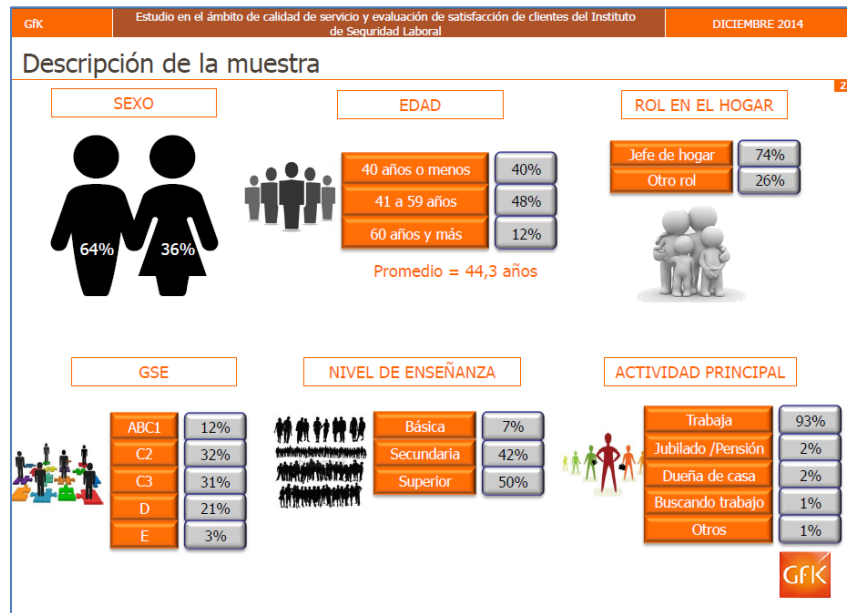 GfK
Estudio en el ámbito de calidad de servicio y evaluación de satisfacción de clientes del Instituto
de Seguridad Laboral
DICIEMBRE 2014
Descripción de la muestra
2
SEXO
64%
36%
EDAD
40 años o menos 40%
41 a 59 años 48%
60 años y más 12%
Promedio = 44,3 años
ROL EN EL HOGAR
Jefe de hogar 74%
Otro rol 26%
GSE
ABC1 12%
C2 32%
C3 31%
D 21%
E 3%
NIVEL DE ENSEÑANZA
Básica 7%
Secundaria 42%
Superior 50%
ACTIVIDAD PRINCIPAL
Trabaja 93%
Jubilado /Pensión 2%
Dueña de casa 2%
Buscando trabajo 1%
Otros 1%
GfK